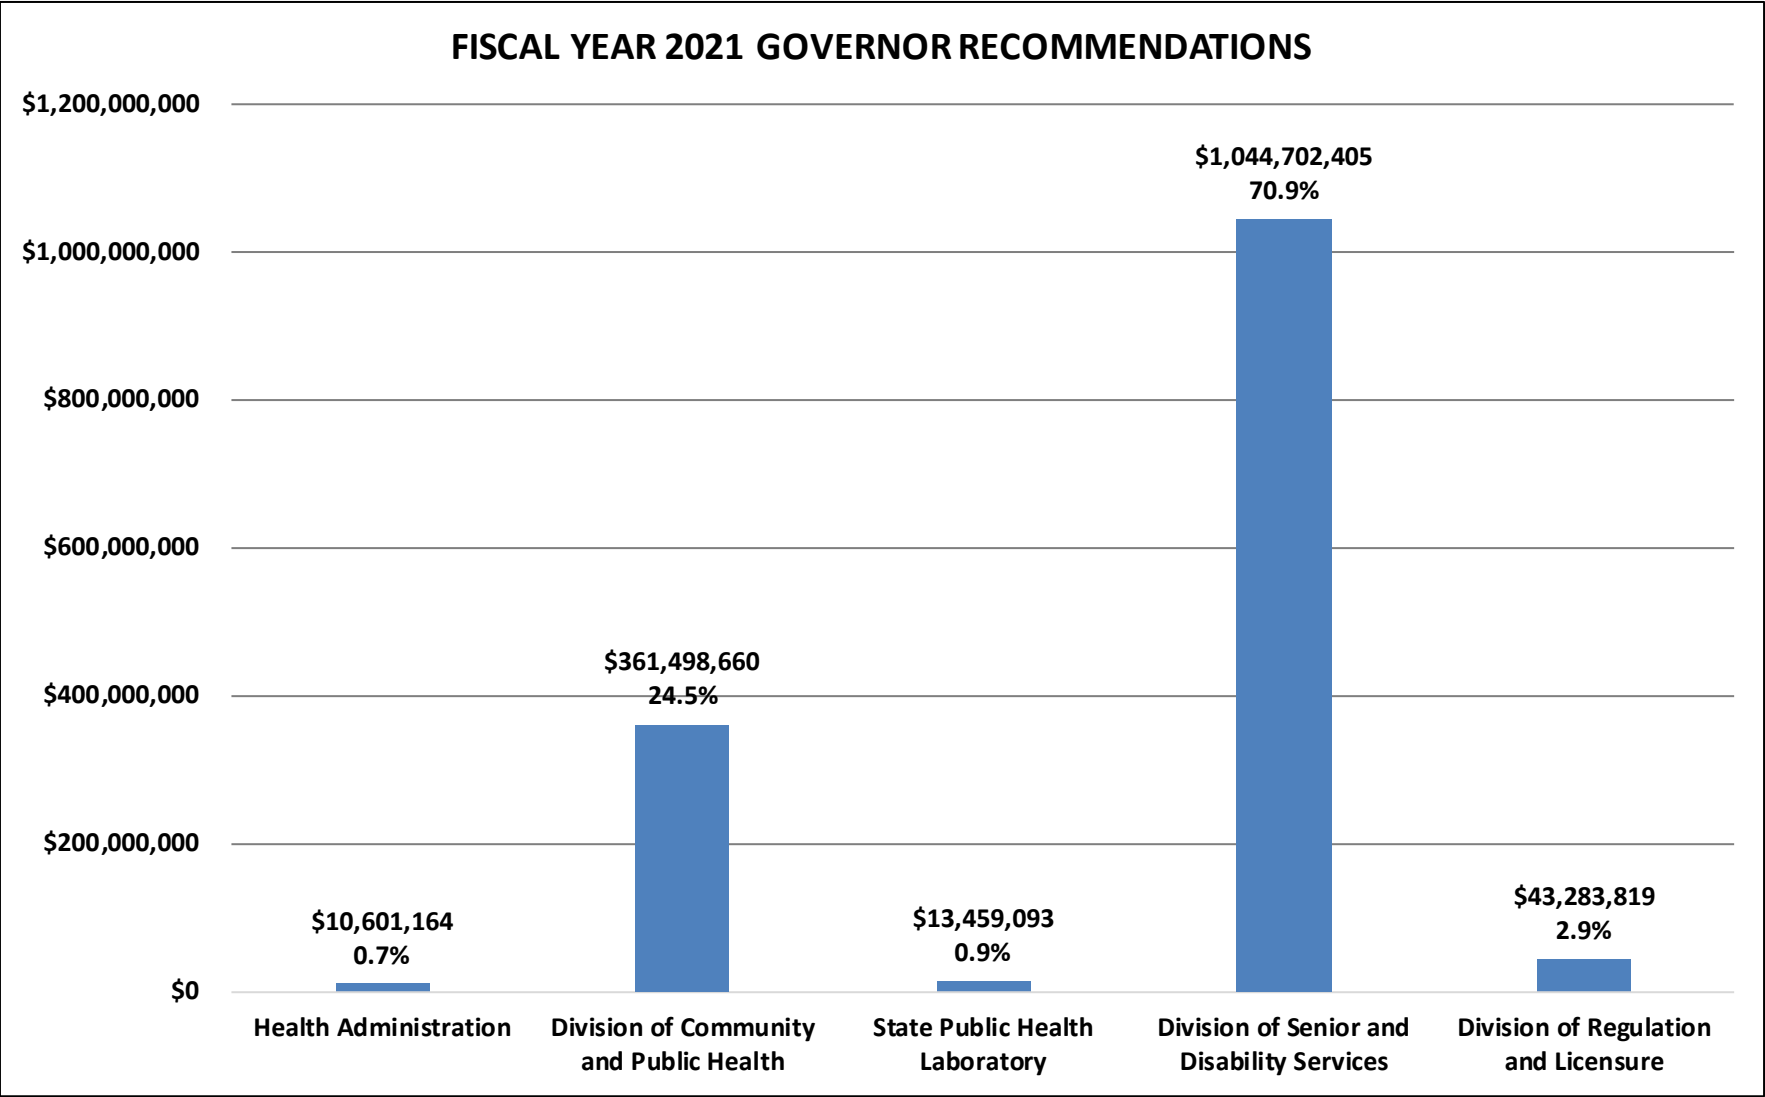 FISCAL YEAR 2021 GOVERNOR RECOMMENDATIONS
$1,200,000,000
$1,000,000,000
$800,000,000
$600,000,000
$400,000,000
$200,000,000
$0
$10,601,164
0.7%
$361,498,660
24.5%
$13,459,093
0.9%
$1,044,702,405
70.9%
$43,283,819
2.9%
Health Administration
Division of Community
and Public Health
State Public Health
Laboratory
Division of Senior and
Disability Services
Division of Regulation
and Licensure